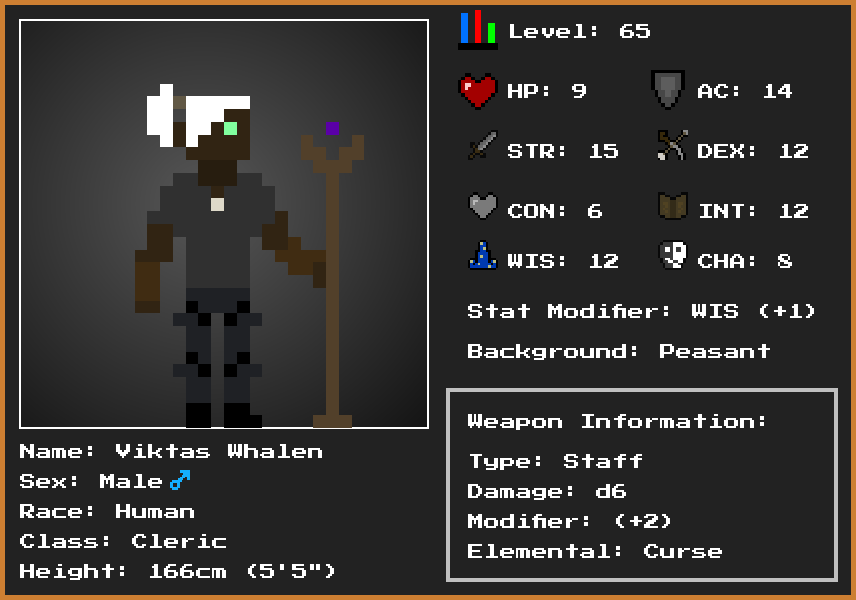 Level: 65
HP: 9
AC: 14
STR: 15
DEX: 12
CON: 6
INT: 12
WIS: 12
CHA: 8
Stat Modifier: WIS (+1)
Background: Peasant
Weapon Information:
Type: Staff
Damage: d6
Modifier: (+2)
Elemental: Curse
Name: Viktas Whalen
Sex: Male♂
Race: Human
Class: Cleric
Height: 166cm (5'5")